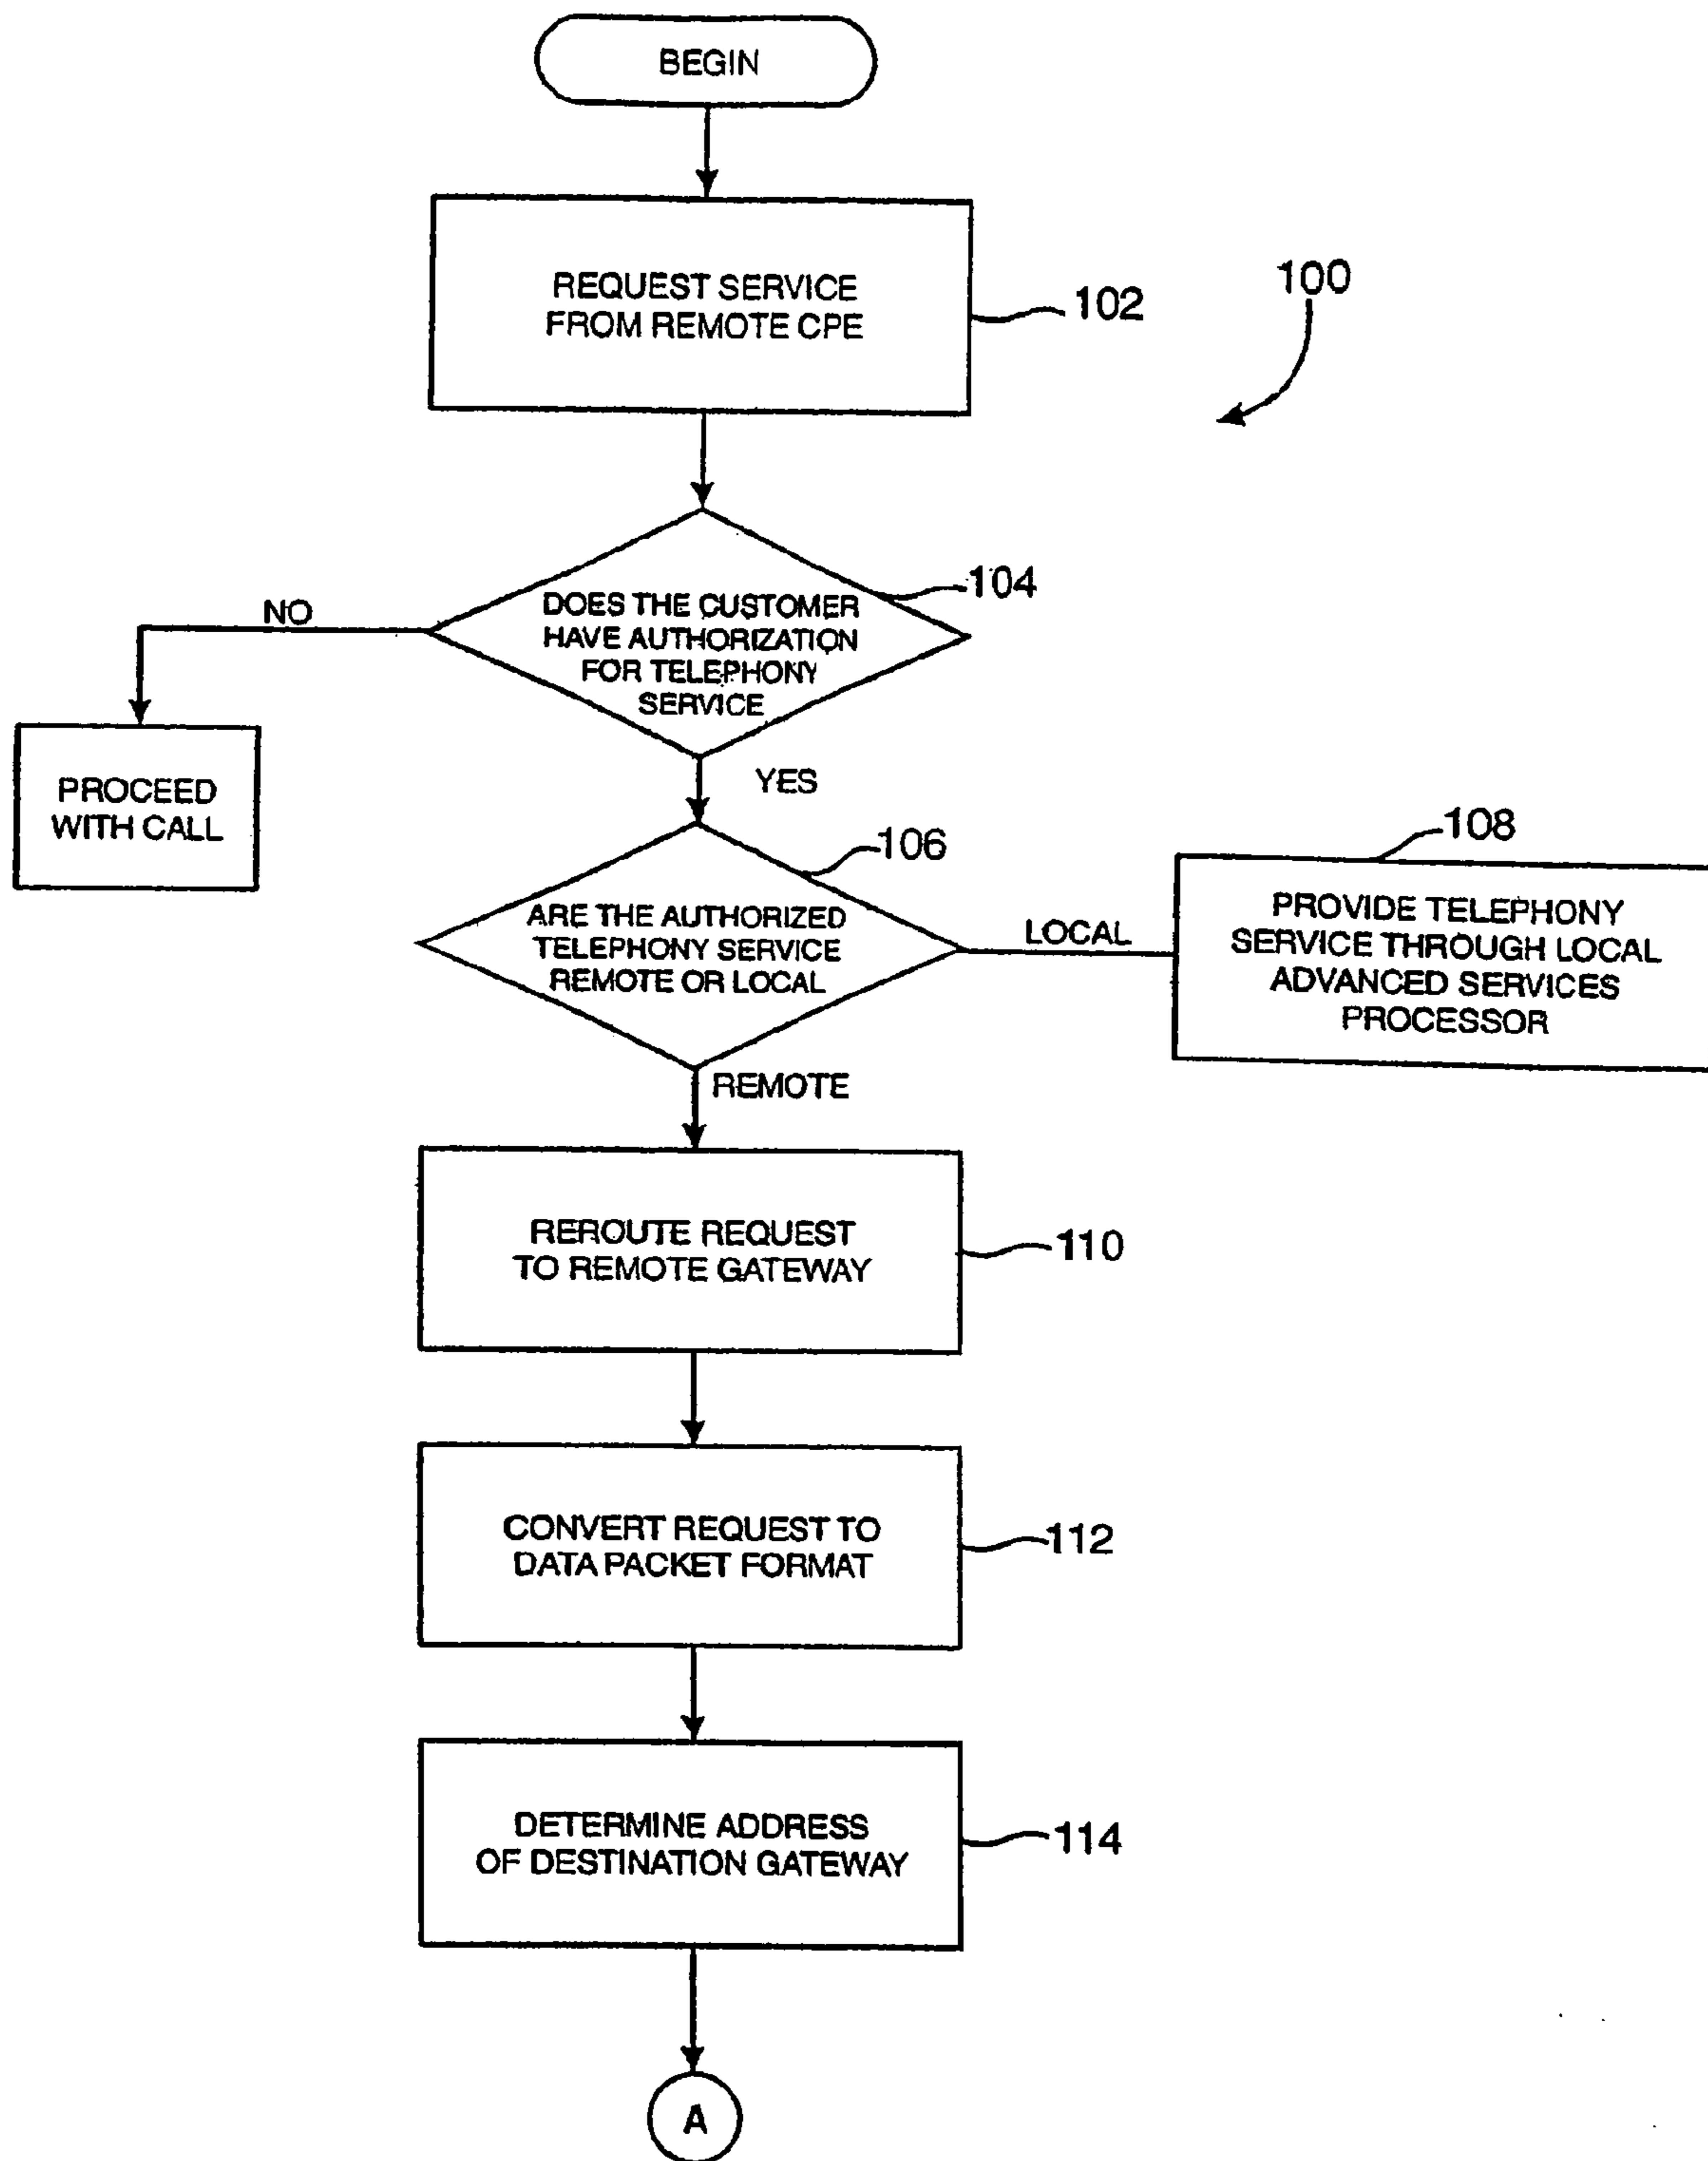 BEGIN
REQUEST SERVICE
FROM REMOTE CPE
102
100
DOES THE CUSTOMER
HAVE AUTHORIZATION
FOR TELEPHONY
SERVICE
104
NO
PROCEED
WITH CALL
YES
ARE THE AUTHORIZED
TELEPHONY SERVICE
REMOTE OR LOCAL
106
LOCAL
108
PROVIDE TELEPHONY
SERVICE THROUGH LOCAL
ADVANCED SERVICES
PROCESSOR
REMOTE
REROUTE REQUEST
TO REMOTE GATEWAY
110
CONVERT REQUEST TO
DATA PACKET FORMAT
112
DETERMINE ADDRESS
OF DESTINATION GATEWAY
114
A